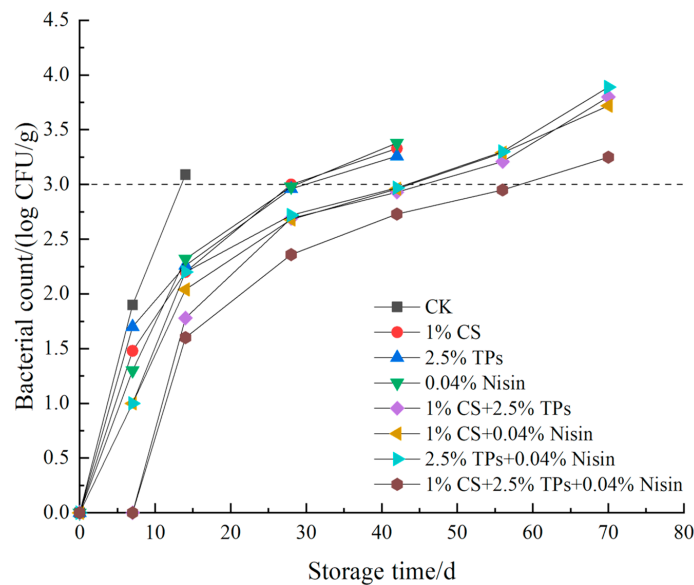 4.5
4.0
3.5
3.0
2.5
2.0
1.5
1.0
0.5
0.0
Bacterial count/(log CFU/g)
CK
1% CS
2.5% TPs
0.04% Nisin
1% CS+2.5% TPs
1% CS+0.04% Nisin
2.5% TPs+0.04% Nisin
1% CS+2.5% TPs+0.04% Nisin
0 10 20 30 40 50 60 70 80
Storage time/d